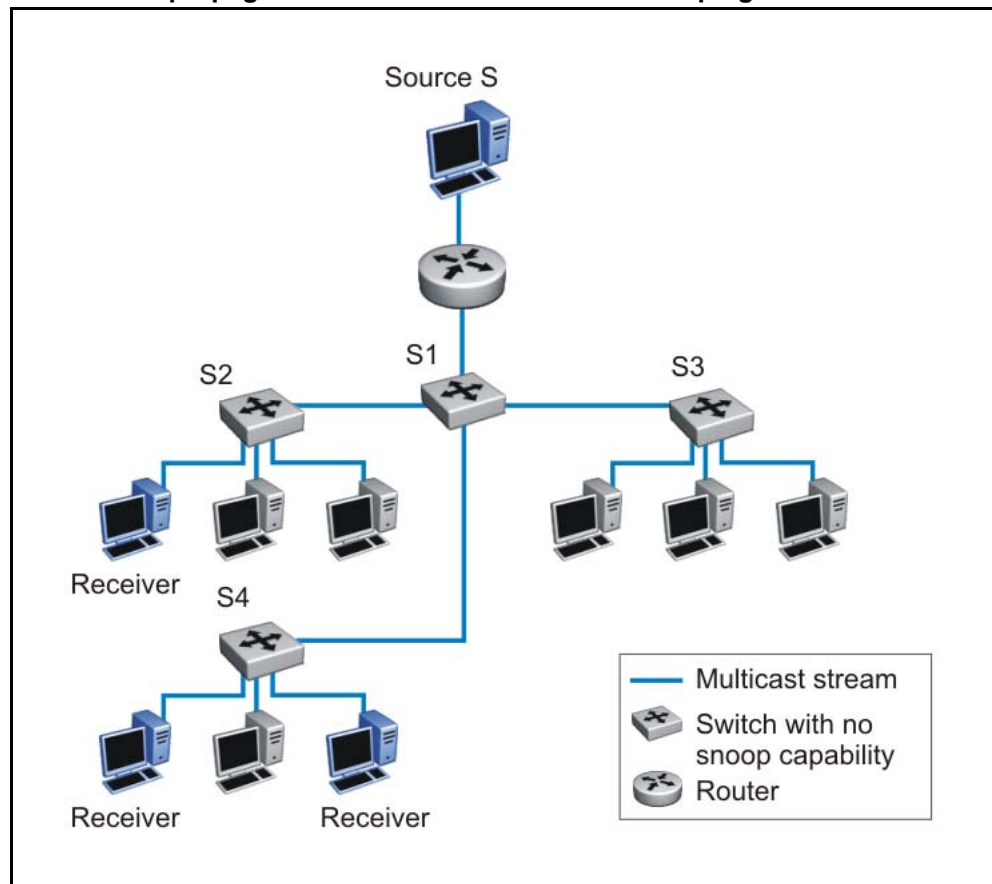 Source S
S1
S2
S3
Receiver
S4
Receiver
Receiver
Multicast stream
Switch with no
snoop capability
Router